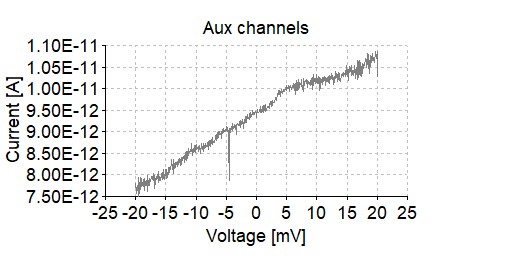 Aux channels
Current [A]
1.10E-11
1.05E-11
1.00E-11
9.50E-12
9.00E-12
8.50E-12
8.00E-12
7.50E-12
-25 -20 -15 -10 -5 0 5 10 15 20 25
Voltage [mV]